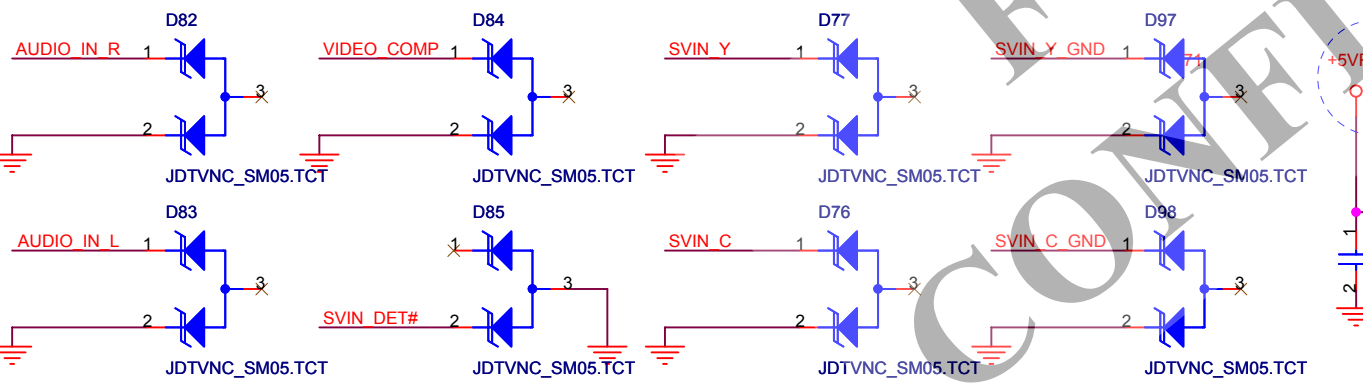 D82 D84 D77 D97
AUDIO_IN_R 1 VIDEO_COMP 1 SVIN_Y 1 SVIN_Y_GND 1 +5V
3 3 3 3
2 2 2 2
JDTVNC_SM05.TCT JDTVNC_SM05.TCT JDTVNC_SM05.TCT JDTVNC_SM05.TCT
D83 D85 D76 D98
AUDIO_IN_L 1 1 SVIN_C 1 SVIN_C_GND 1 1
3 3 3 3 2
2 SVIN_DET# 2 2 2
JDTVNC_SM05.TCT JDTVNC_SM05.TCT JDTVNC_SM05.TCT JDTVNC_SM05.TCT
CONF